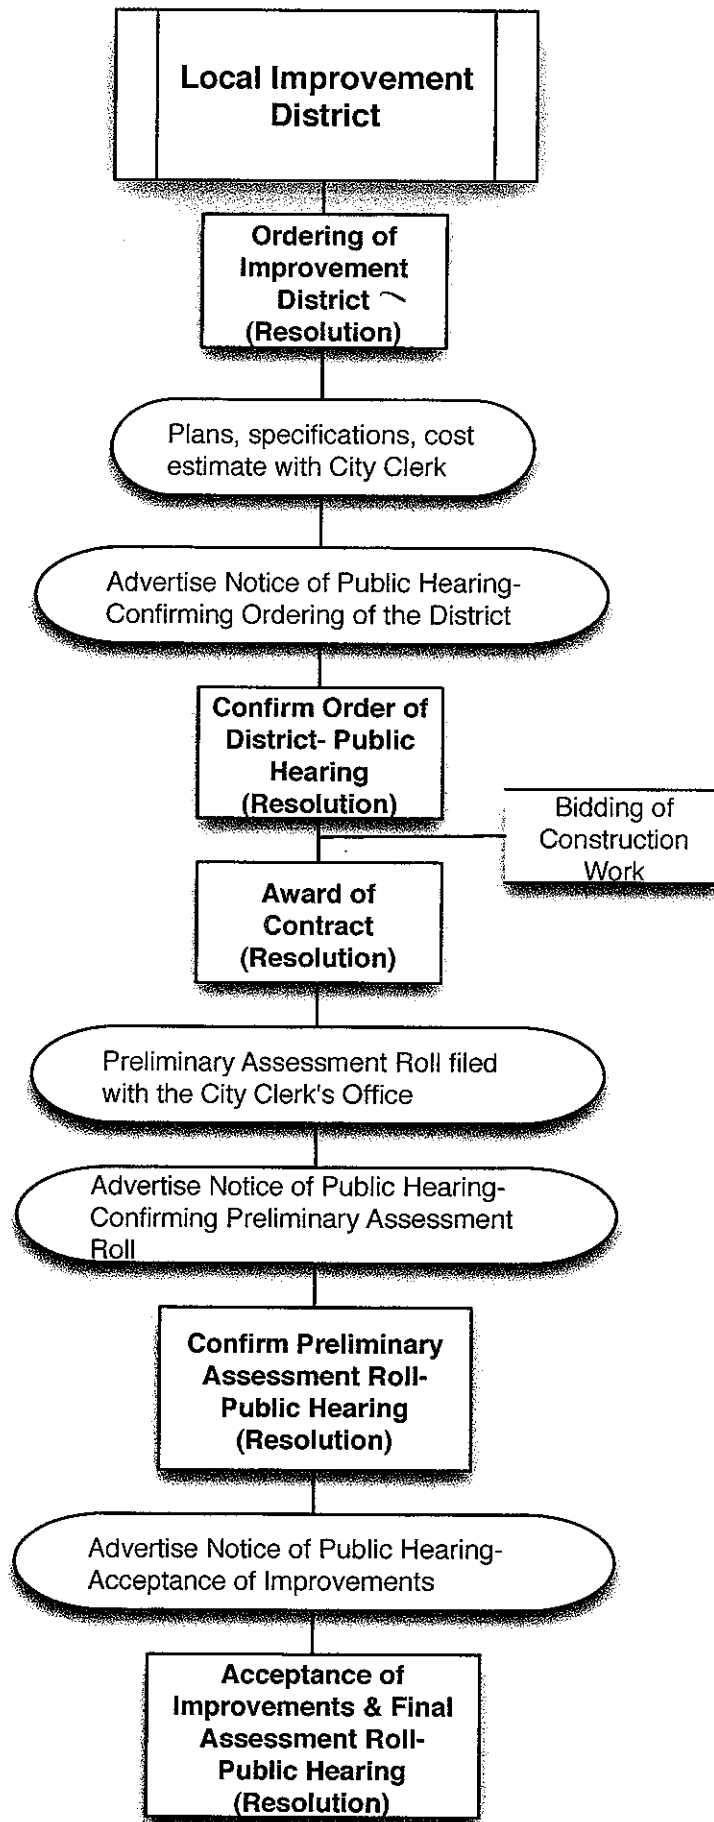 Local Improvement
District
Ordering of
Improvement
District
(Resolution)
Plans, specifications, cost
estimate with City Clerk
Advertise Notice of Public Hearing-
Confirming Ordering of the District
Confirm Order of
District- Public
Hearing
(Resolution)
Bidding of
Construction
Work
Award of
Contract
(Resolution)
Preliminary Assessment Roll filed
with the City Clerk's Office
Advertise Notice of Public Hearing-
Confirming Preliminary Assessment
Roll
Confirm Preliminary
Assessment Roll-
Public Hearing
(Resolution)
Advertise Notice of Public Hearing-
Acceptance of Improvements
Acceptance of
Improvements & Final
Assessment Roll-
Public Hearing
(Resolution)